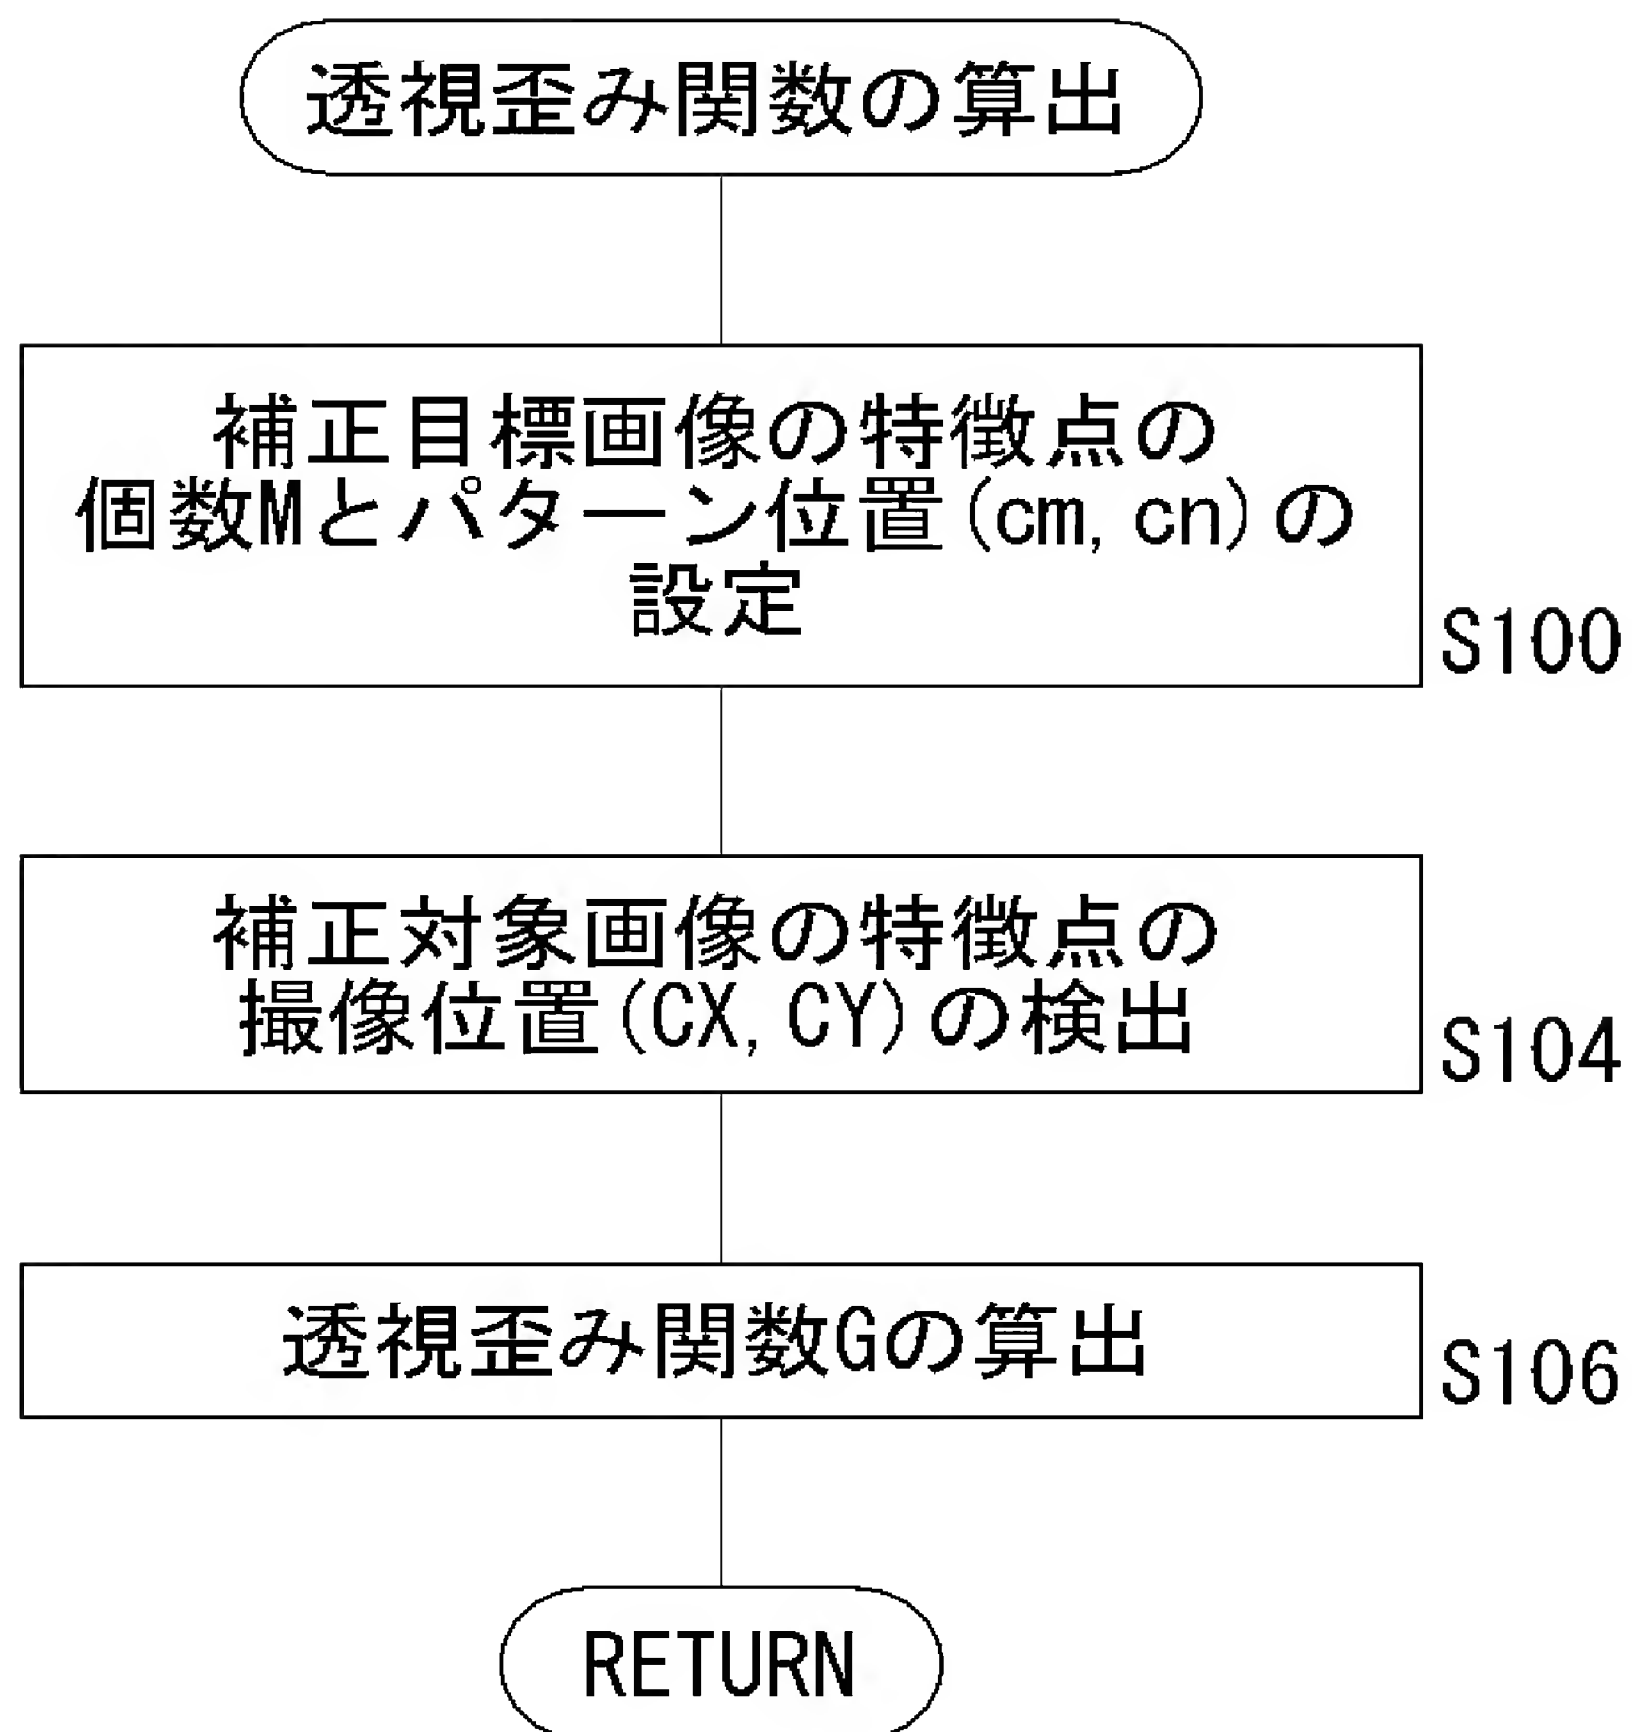 透視歪み関数の算出
補正目標画像の特徴点の
個数Mとパターン位置(cm,cn)の
設定
S100
補正対象画像の特徴点の
撮像位置(CX,CY)の検出
S104
透視歪み関数Gの算出
S106
RETURN